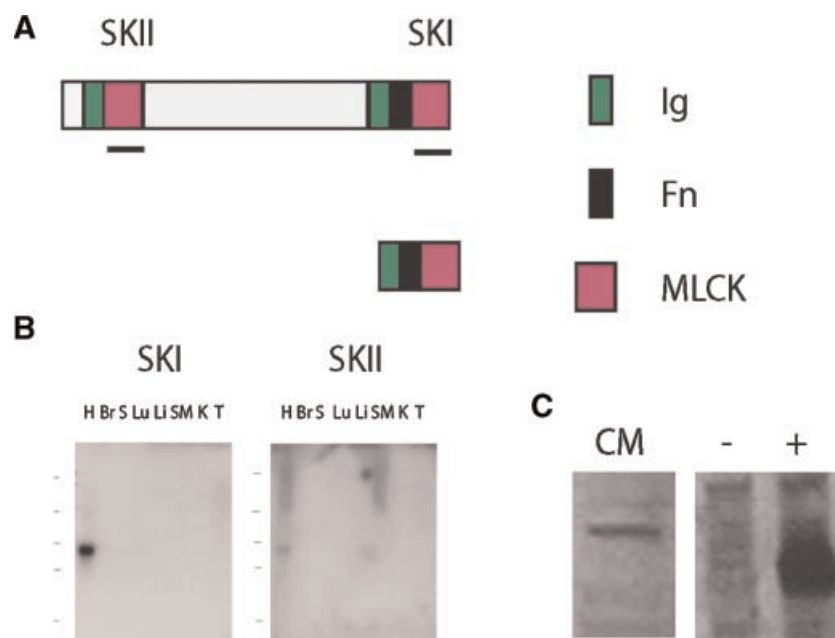 A
SKII SKI
Ig
Fn
MLCK
B
SKI SKII
H Br S Lu Li SM K T H Br S Lu Li SM K T
C
CM - +